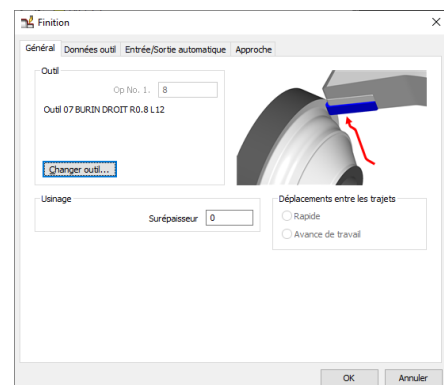 Finition
Général Données outil Entrée/Sortie automatique Approche
Outil
Op No. 1. 8
Outil 07 BURIN DROIT R0.8 L12
Changer outil...
Usinage
Surépaisseur 0
Déplacements entre les trajets
Rapide
Avance de travail
OK Annuler